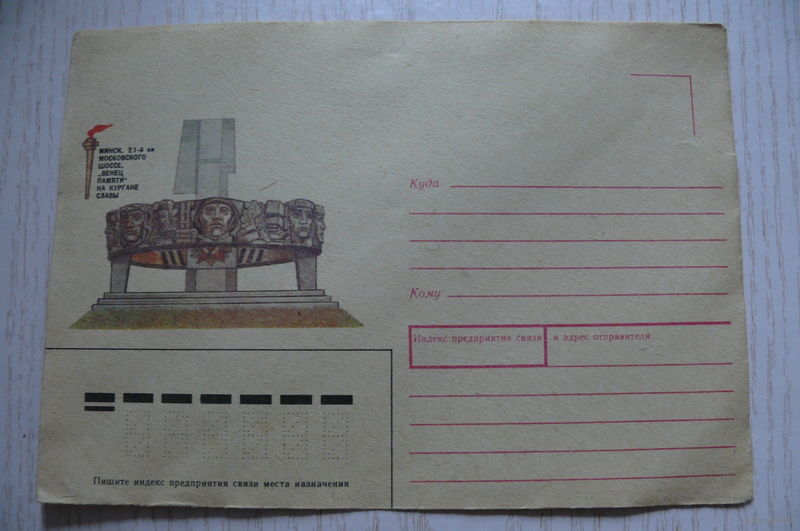 МИНСК. 21-й км
МОСКОВСКОГО
ШОССЕ.
„ВЕНЕЦ
ПАМЯТИ"
НА КУРГАНЕ
СЛАВЫ
Куда
Кому
Индекс предприятия связи и адрес отправителя
Пишите индекс предприятия связи места назначения